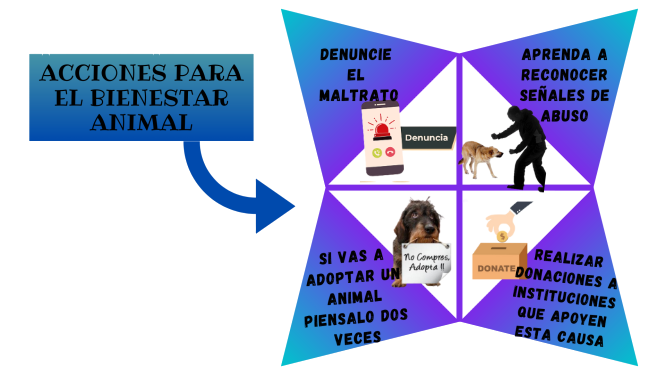 ACCIONES PARA
EL BIENESTAR
ANIMAL
DENUNCIE
EL
MALTRATO
Denuncia
APRENDA A
RECONOCER
SEÑALES DE
ABUSO
SI VAS A
ADOPTAR UN
ANIMAL
PIENSALO DOS
VECES
No Compres,
Adopta !!
$
DONATE
REALIZAR
DONACIONES A
INSTITUCIONES
QUE APOYEN
ESTA CAUSA